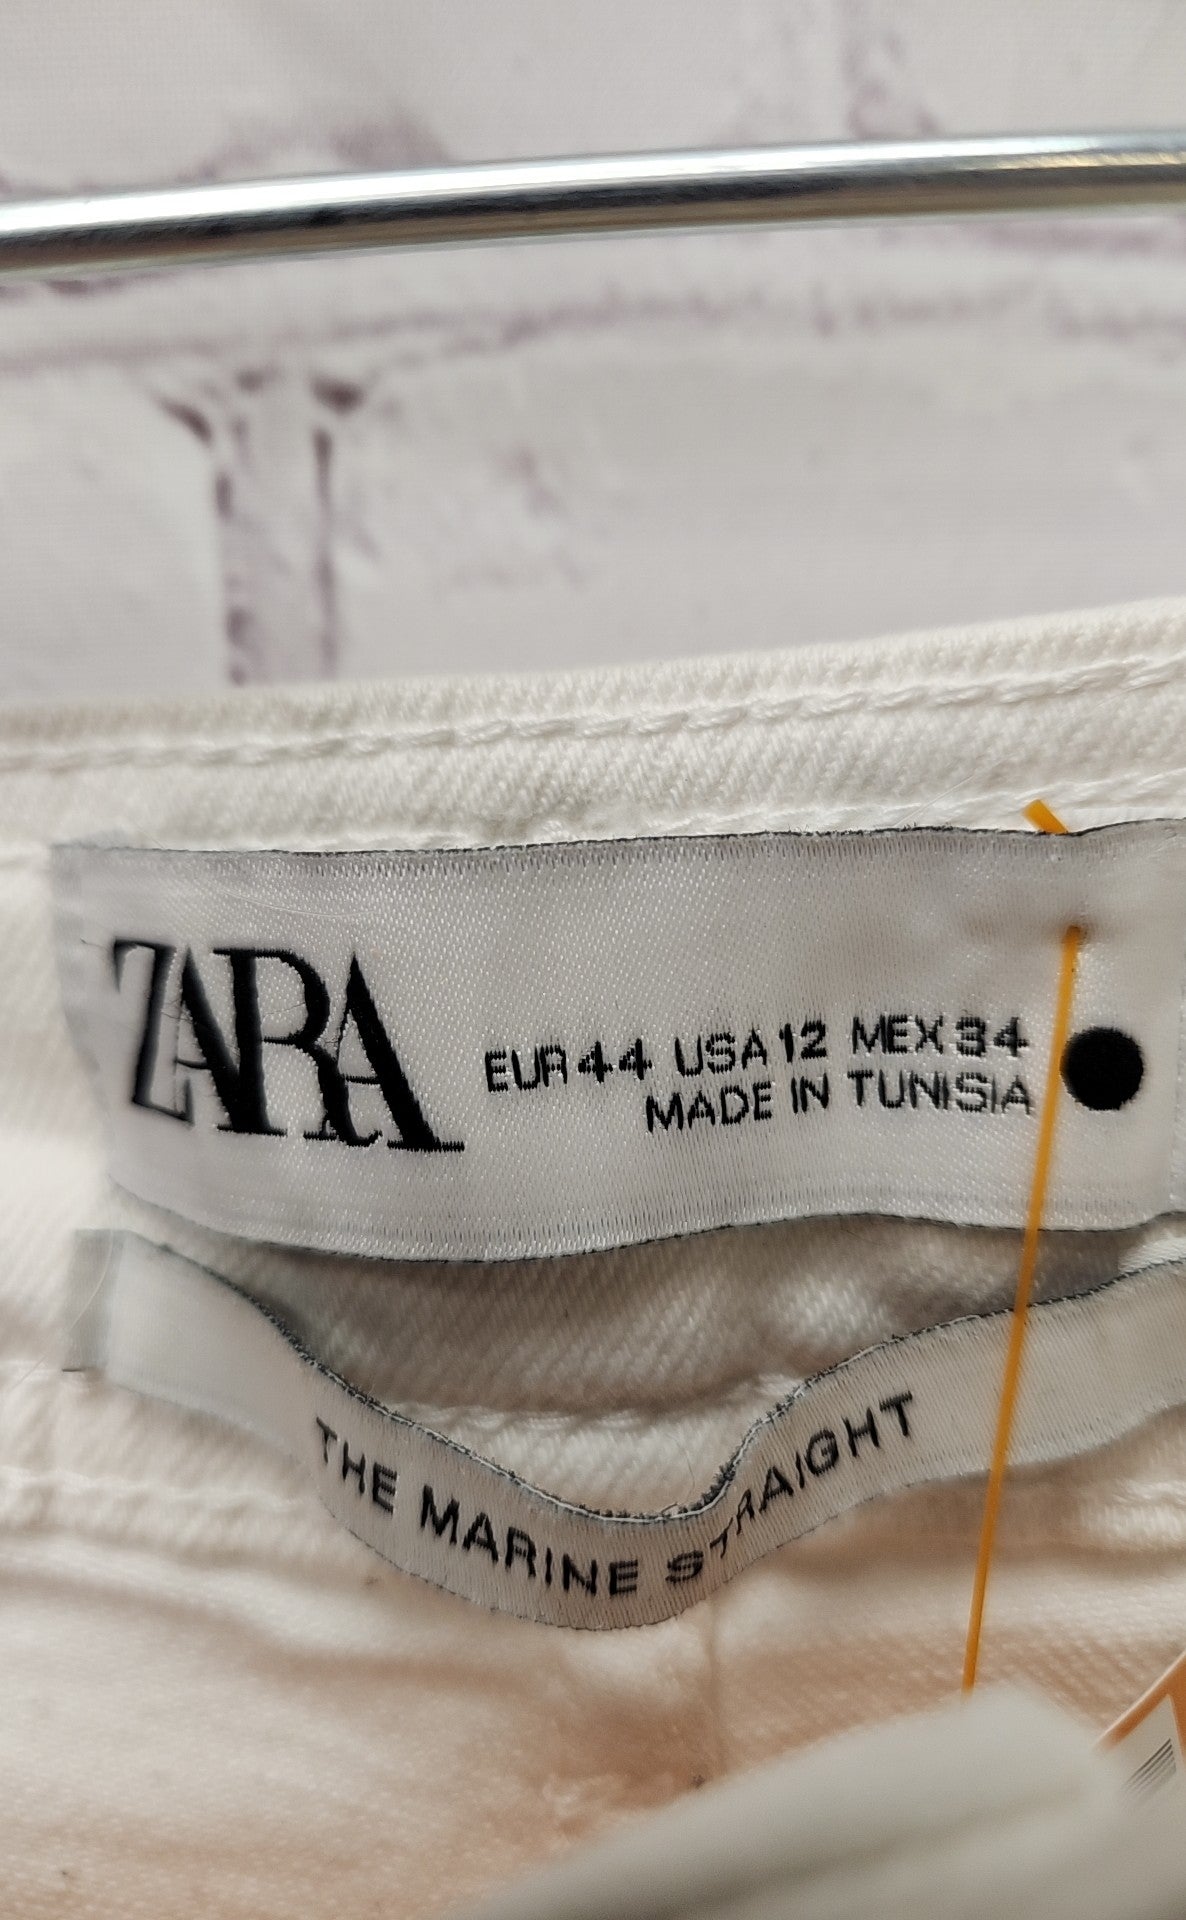 ZARA
EUR 44 USA 12 MEX 34
MADE IN TUNISIA
THE MARINE STRAIGHT